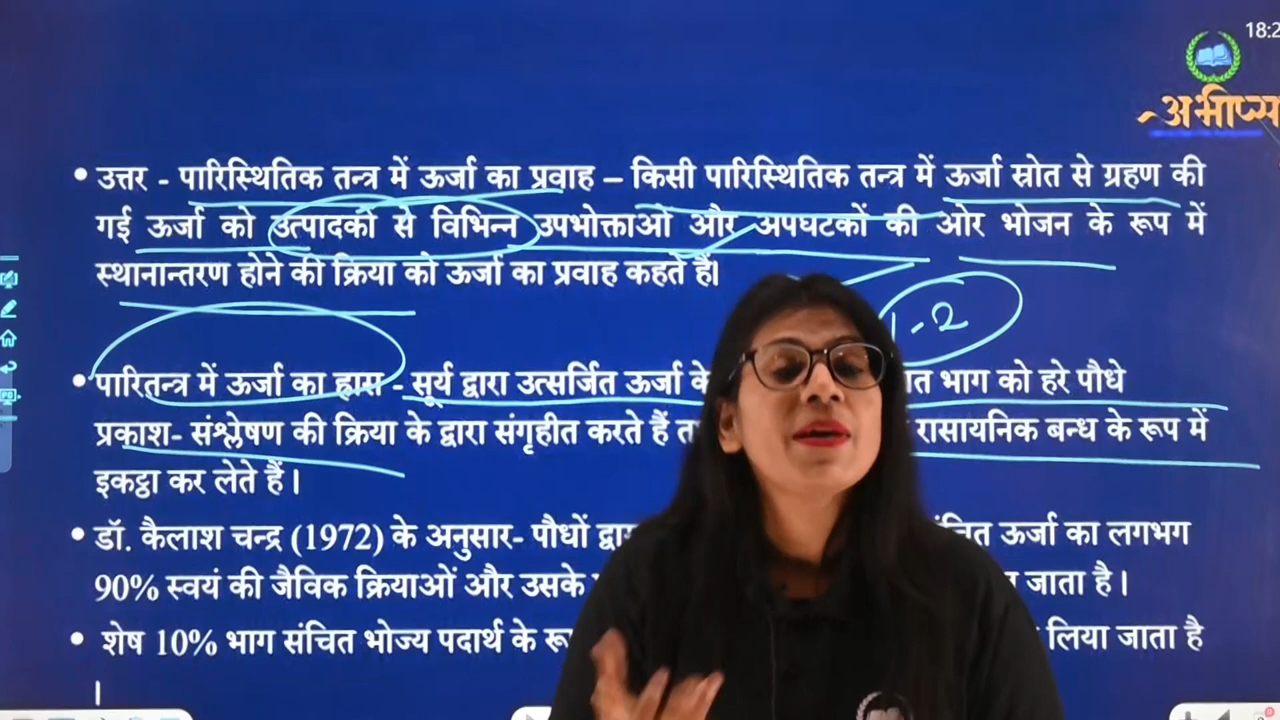 18:2
अभीप्स
• उत्तर - पारिस्थितिक तन्त्र में ऊर्जा का प्रवाह – किसी पारिस्थितिक तन्त्र में ऊर्जा स्रोत से ग्रहण की
गई ऊर्जा को उत्पादकों से विभिन्न उपभोक्ताओं और अपघटकों की ओर भोजन के रूप में
स्थानान्तरण होने की क्रिया को ऊर्जा का प्रवाह कहते हैं।
1-2
• पारितन्त्र में ऊर्जा का ह्रास - सूर्य द्वारा उत्सर्जित ऊर्जा के भाग को हरे पौधे
प्रकाश- संश्लेषण की क्रिया के द्वारा संगृहीत करते हैं रासायनिक बन्ध के रूप में
इकट्ठा कर लेते हैं ।
• डॉ. कैलाश चन्द्र (1972) के अनुसार- पौधों ऊर्जा का लगभग
90% स्वयं की जैविक क्रियाओं और उसके जाता है ।
• शेष 10% भाग संचित भोज्य पदार्थ के लिया जाता है
।